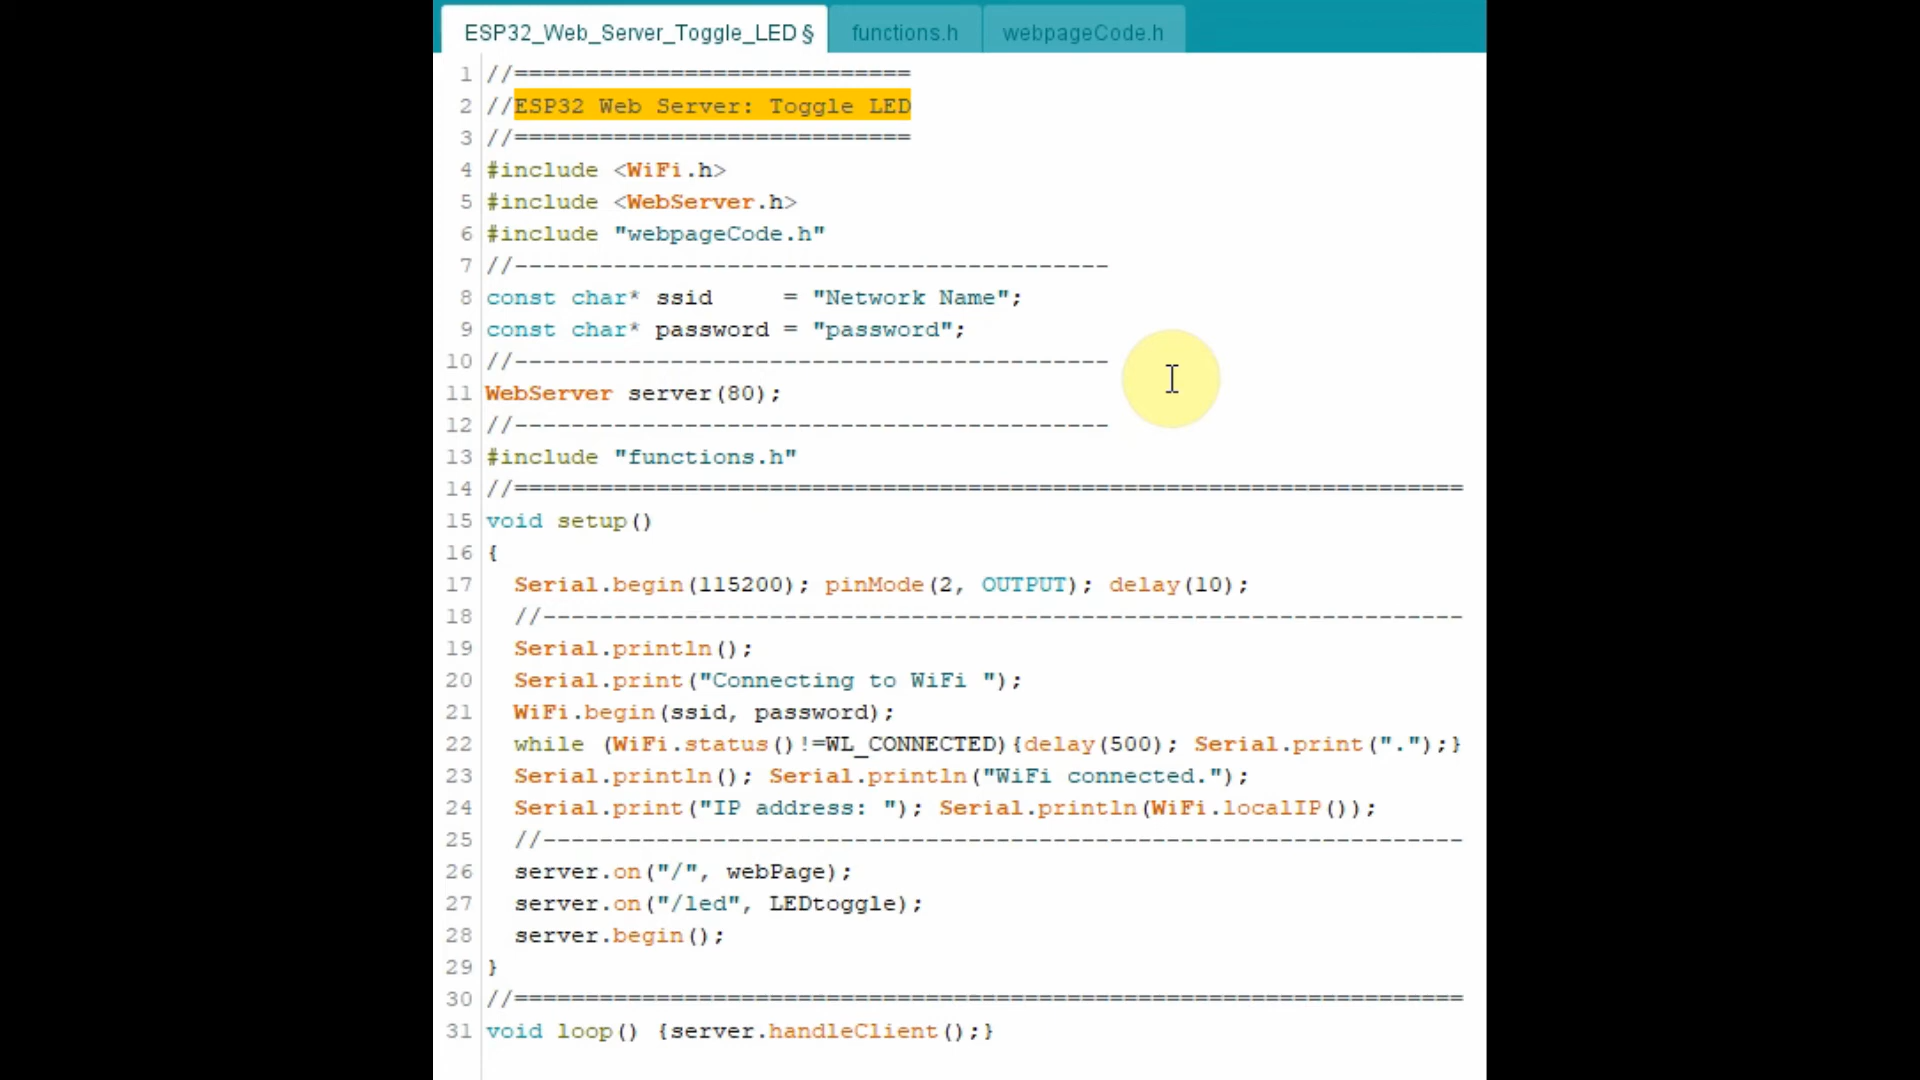 ESP32_Web_Server_Toggle_LED § functions.h webpageCode.h
1 //============================
2 //ESP32 Web Server: Toggle LED
3 //============================
4 #include <WiFi.h>
5 #include <WebServer.h>
6 #include "webpageCode.h"
7 //------------------------------------------
8 const char* ssid     = "Network Name";
9 const char* password = "password";
10 //------------------------------------------
11 WebServer server(80);
12 //------------------------------------------
13 #include "functions.h"
14 //===================================================================
15 void setup()
16 {
17   Serial.begin(115200); pinMode(2, OUTPUT); delay(10);
18   //-----------------------------------------------------------------
19   Serial.println();
20   Serial.print("Connecting to WiFi ");
21   WiFi.begin(ssid, password);
22   while (WiFi.status()!=WL_CONNECTED){delay(500); Serial.print(".");}
23   Serial.println(); Serial.println("WiFi connected.");
24   Serial.print("IP address: "); Serial.println(WiFi.localIP());
25   //-----------------------------------------------------------------
26   server.on("/", webPage);
27   server.on("/led", LEDtoggle);
28   server.begin();
29 }
30 //===================================================================
31 void loop() {server.handleClient();}